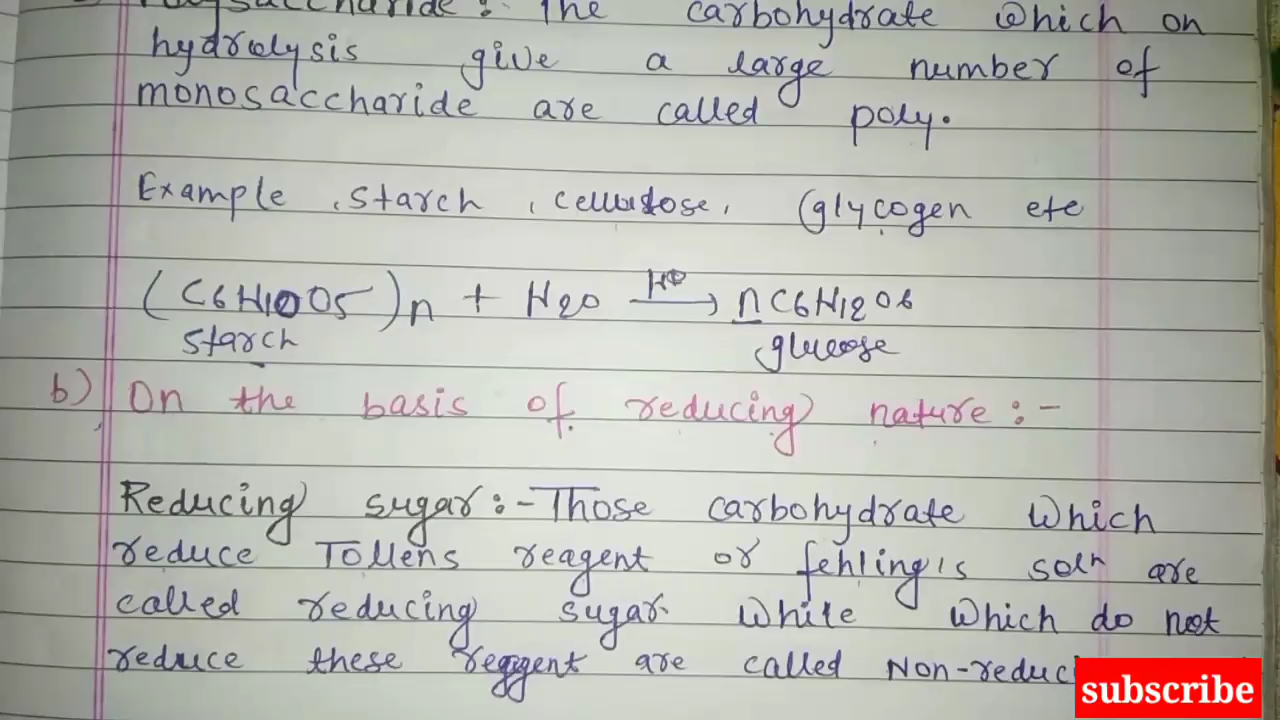 The carbohydrate which on
hydrolysis give a large number of
monosaccharide are called poly.
Example , starch , cellulose, glycogen etc
(C6H10O5)n + H2O H⊕ → nC6H12O6
starch glucose
b) On the basis of reducing nature :-
Reducing sugar :- Those carbohydrate which
reduce Tollens reagent or fehling's soln are
called reducing sugar. While which do not
reduce these reagent are called Non-reduc
subscribe